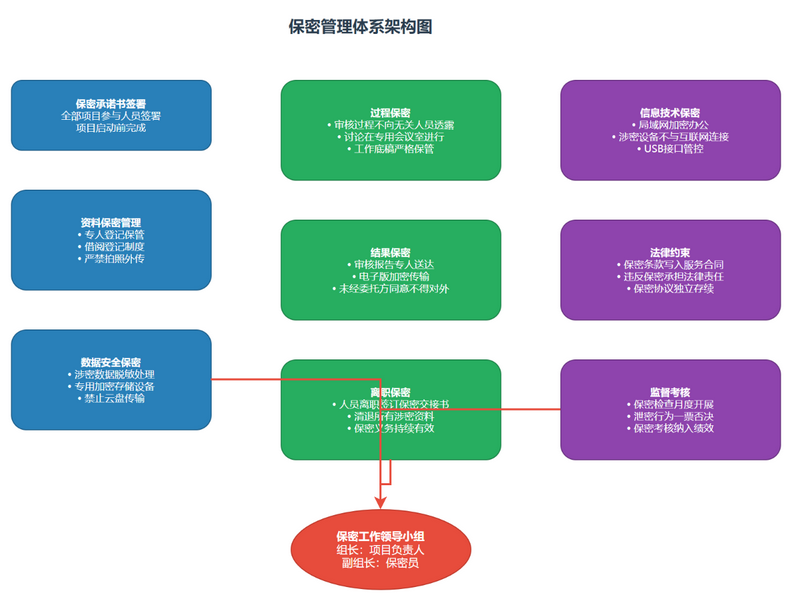 保密管理体系架构图
保密承诺书签署
全部项目参与人员签署
项目启动前完成
资料保密管理
• 专人登记保管
• 借阅登记制度
• 严禁拍照外传
数据安全保密
• 涉密数据脱敏处理
• 专用加密存储设备
• 禁止云盘传输
过程保密
• 审核过程不向无关人员透露
• 讨论在专用会议室进行
• 工作底稿严格保管
结果保密
• 审核报告专人送达
• 电子版加密传输
• 未经委托方同意不得对外
离职保密
• 人员离职签订保密交接书
• 清退所有涉密资料
• 保密义务持续有效
信息技术保密
• 局域网加密办公
• 涉密设备不与互联网连接
• USB接口管控
法律约束
• 保密条款写入服务合同
• 违反保密承担法律责任
• 保密协议独立存续
监督考核
• 保密检查月度开展
• 泄密行为一票否决
• 保密考核纳入绩效
保密工作领导小组
组长：项目负责人
副组长：保密员